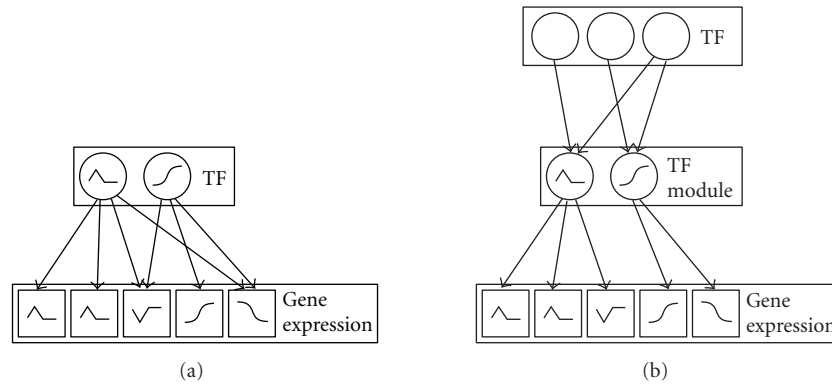 TF
Gene
expression
(a)
TF
TF
module
Gene
expression
(b)